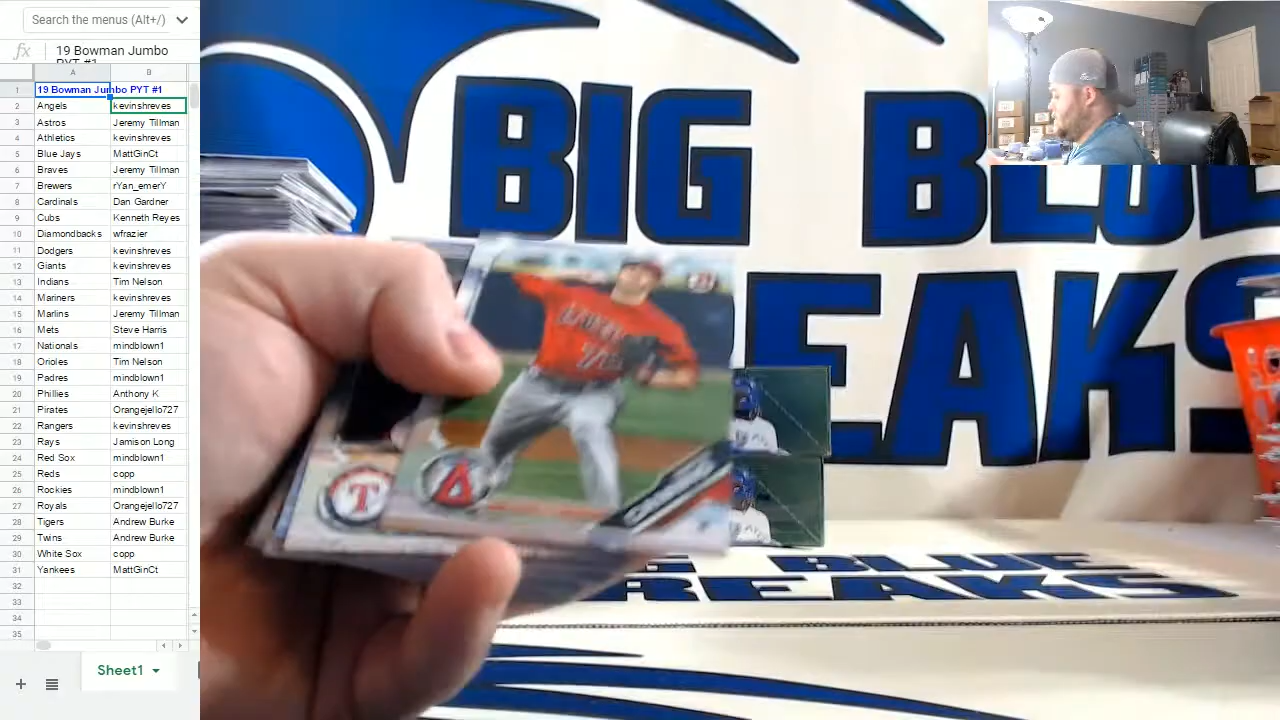 Search the menus (Alt+/)
fx
19 Bowman Jumbo
PYT #1
A B
1 19 Bowman Jumbo PYT #1
2 Angels kevinshreves
3 Astros Jeremy Tillman
4 Athletics kevinshreves
5 Blue Jays MattGinCt
6 Braves Jeremy Tillman
7 Brewers rYan_emerY
8 Cardinals Dan Gardner
9 Cubs Kenneth Reyes
10 Diamondbacks wfrazier
11 Dodgers kevinshreves
12 Giants kevinshreves
13 Indians Tim Nelson
14 Mariners kevinshreves
15 Marlins Jeremy Tillman
16 Mets Steve Harris
17 Nationals mindblown1
18 Orioles Tim Nelson
19 Padres mindblown1
20 Phillies Anthony K
21 Pirates Orangejello727
22 Raiers kevinshreves
23 Rays Jamison Long
24 Red Sox mindblown1
25 Reds copp
26 Rockies mindblown1
27 Royals Orangejello727
28 Tigers Andrew Burke
29 Twins Andrew Burke
30 White Sox copp
31 Yankees MattGinCt
32
33
34
35
Sheet1
BIG BLUE
BREAKS
T
A
BIG BLUE
BREAKS